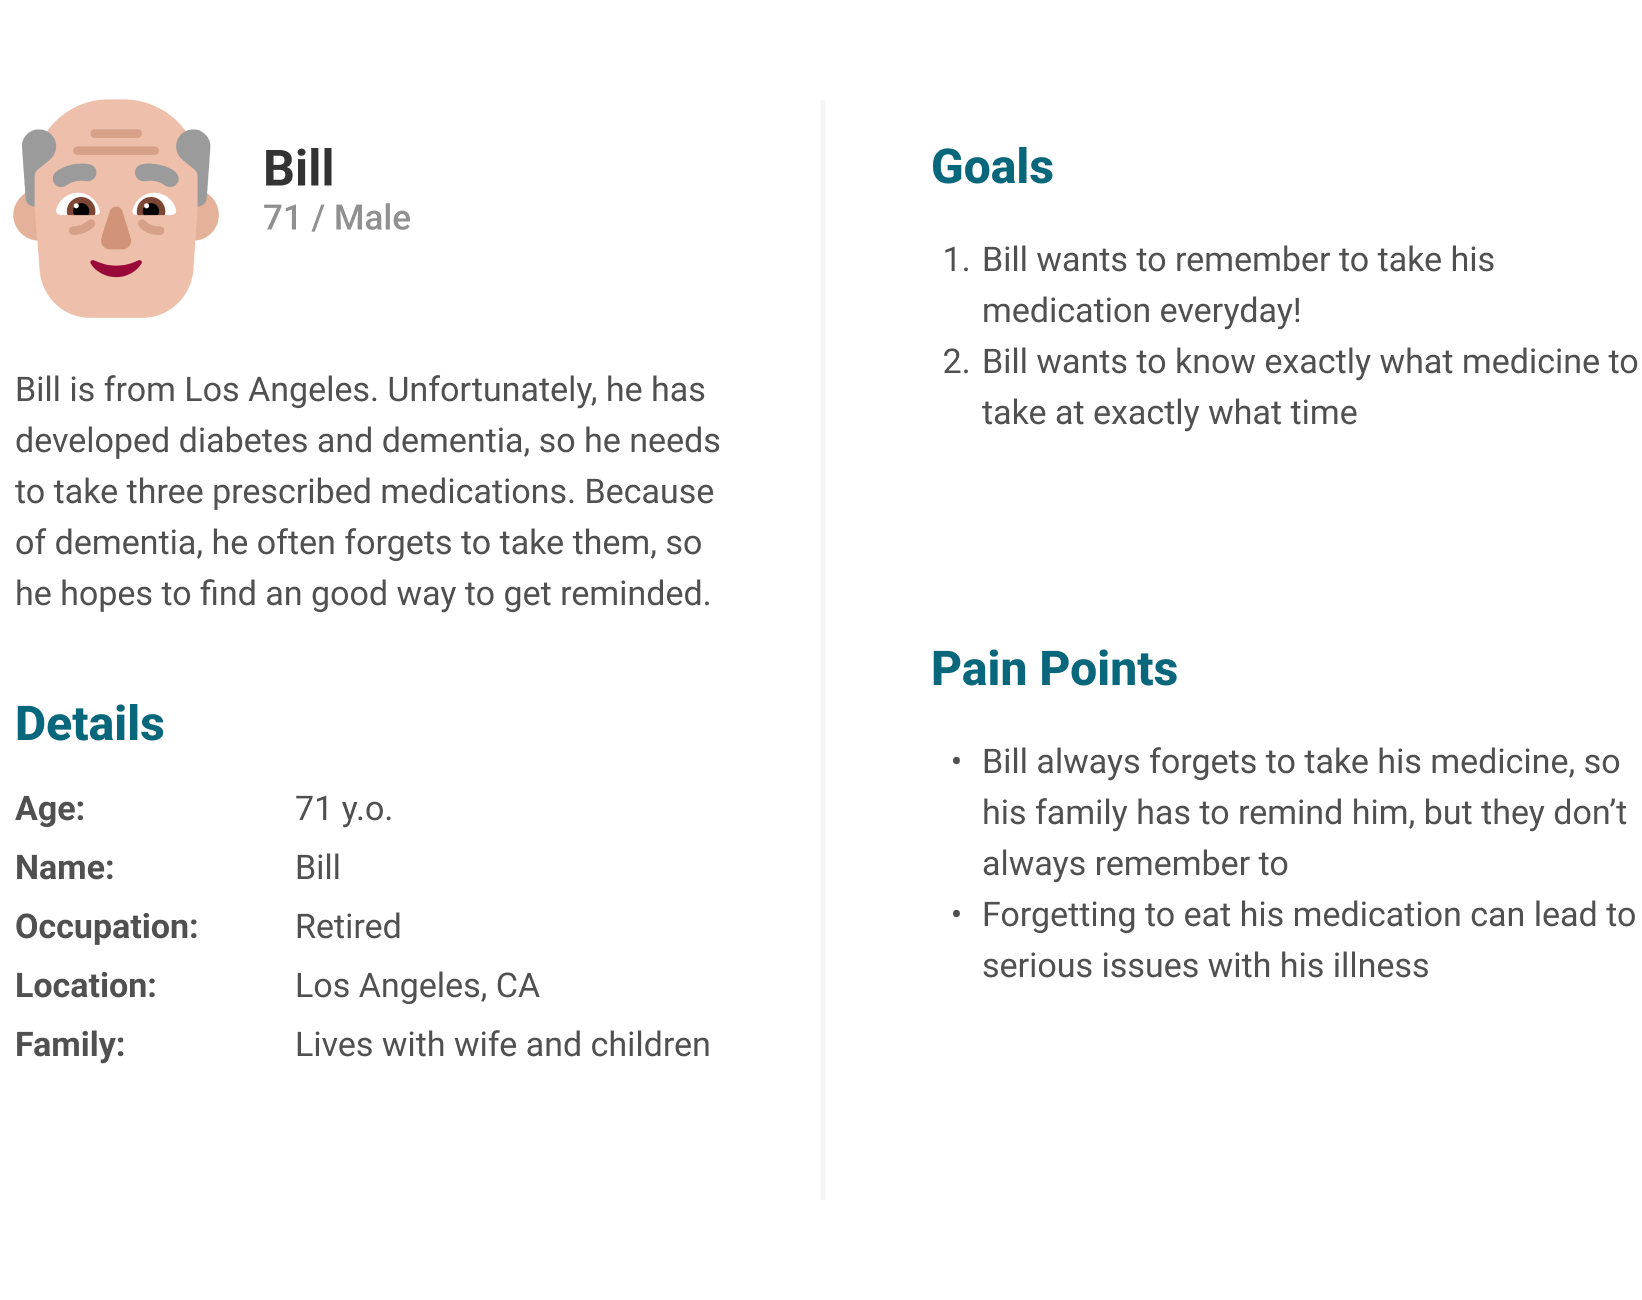 Bill
71 / Male
Bill is from Los Angeles. Unfortunately, he has
developed diabetes and dementia, so he needs
to take three prescribed medications. Because
of dementia, he often forgets to take them, so
he hopes to find an good way to get reminded.
Details
Age: 71 y.o.
Name: Bill
Occupation: Retired
Location: Los Angeles, CA
Family: Lives with wife and children
Goals
1. Bill wants to remember to take his
medication everyday!
2. Bill wants to know exactly what medicine to
take at exactly what time
Pain Points
• Bill always forgets to take his medicine, so
his family has to remind him, but they don’t
always remember to
• Forgetting to eat his medication can lead to
serious issues with his illness